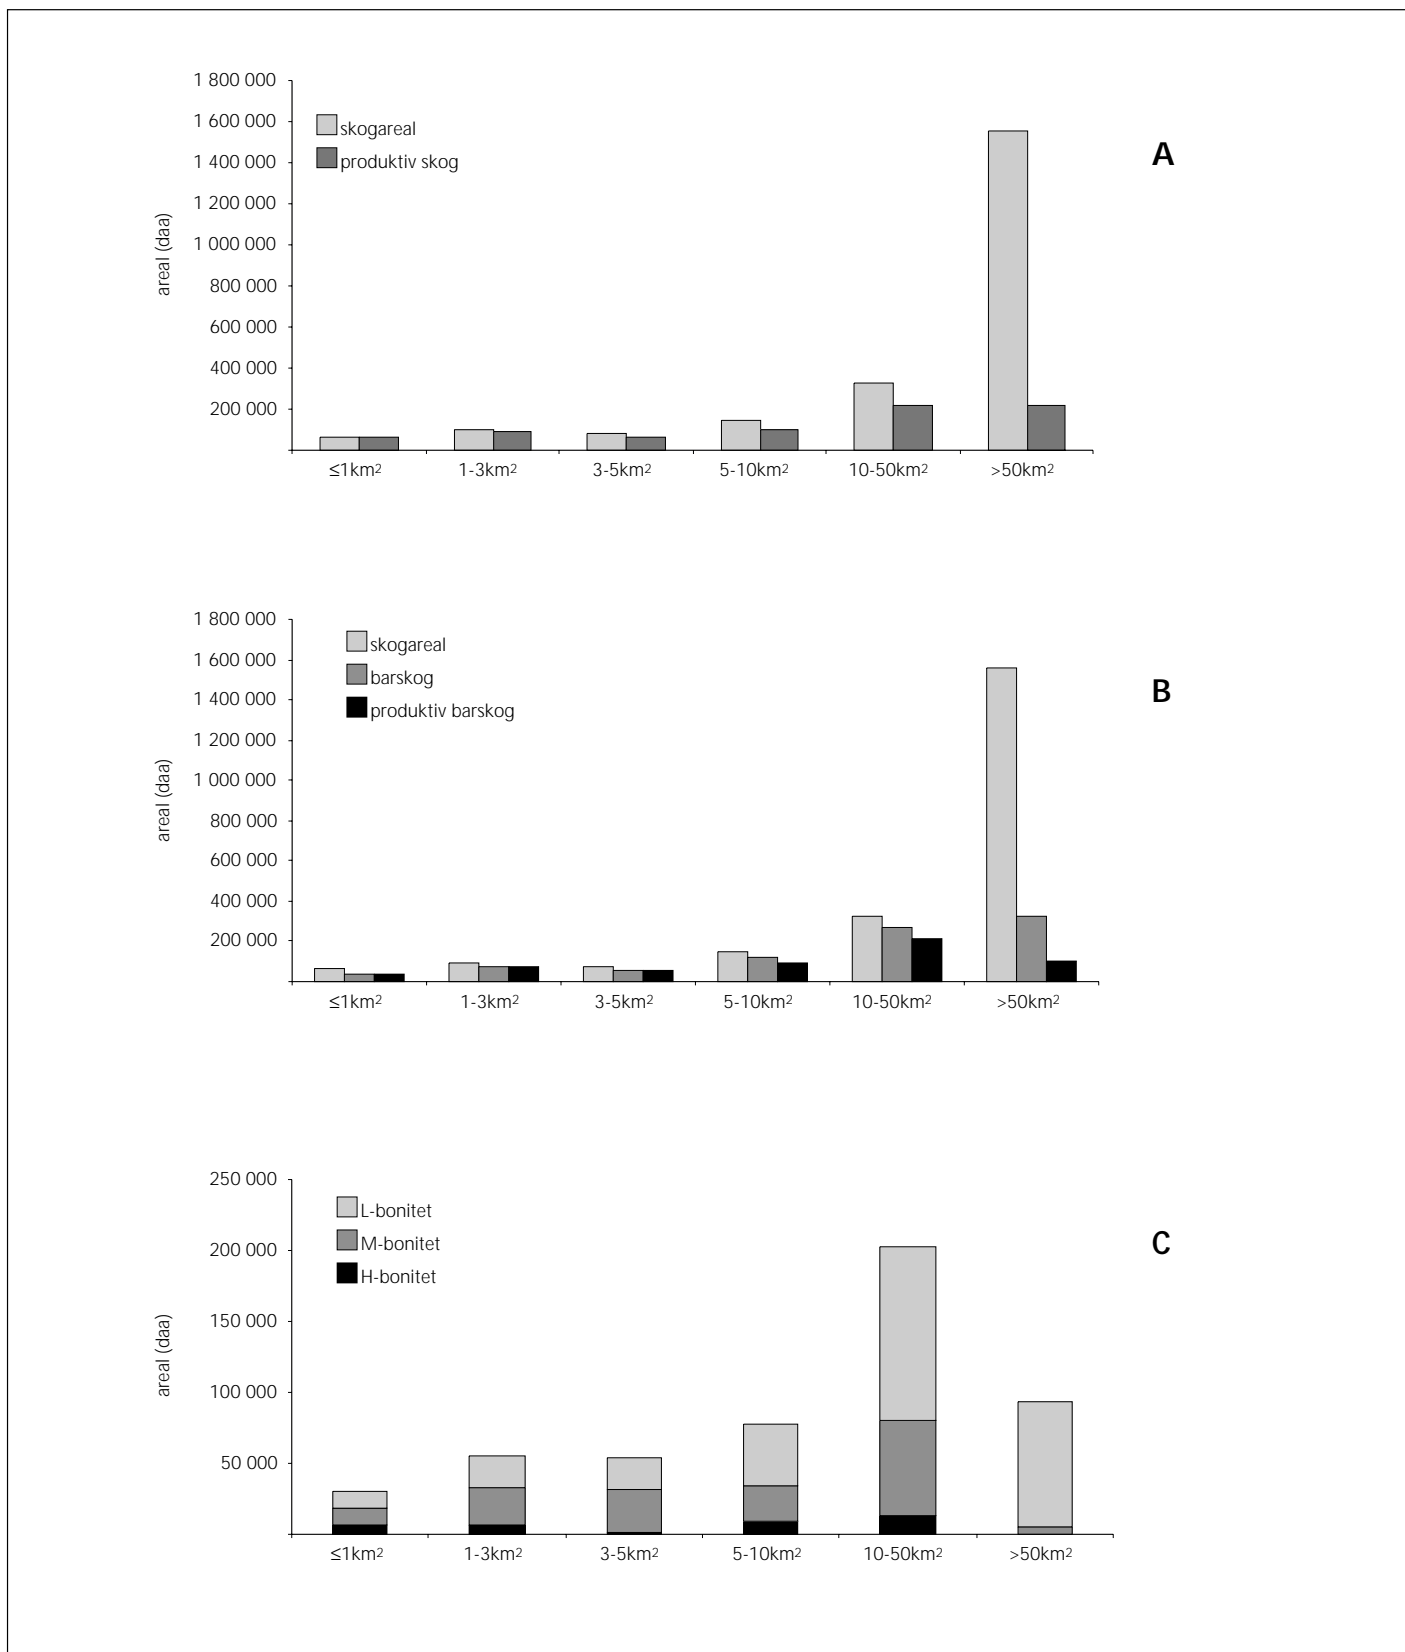 1 800 000
1 600 000
1 400 000
1 200 000
1 000 000
800 000
600 000
400 000
200 000
areal (daa)
skogareal
produktiv skog
A
≤1km² 1-3km² 3-5km² 5-10km² 10-50km² >50km²
1 800 000
1 600 000
1 400 000
1 200 000
1 000 000
800 000
600 000
400 000
200 000
areal (daa)
skogareal
barskog
produktiv barskog
B
≤1km² 1-3km² 3-5km² 5-10km² 10-50km² >50km²
250 000
200 000
150 000
100 000
50 000
areal (daa)
L-bonitet
M-bonitet
H-bonitet
C
≤1km² 1-3km² 3-5km² 5-10km² 10-50km² >50km²